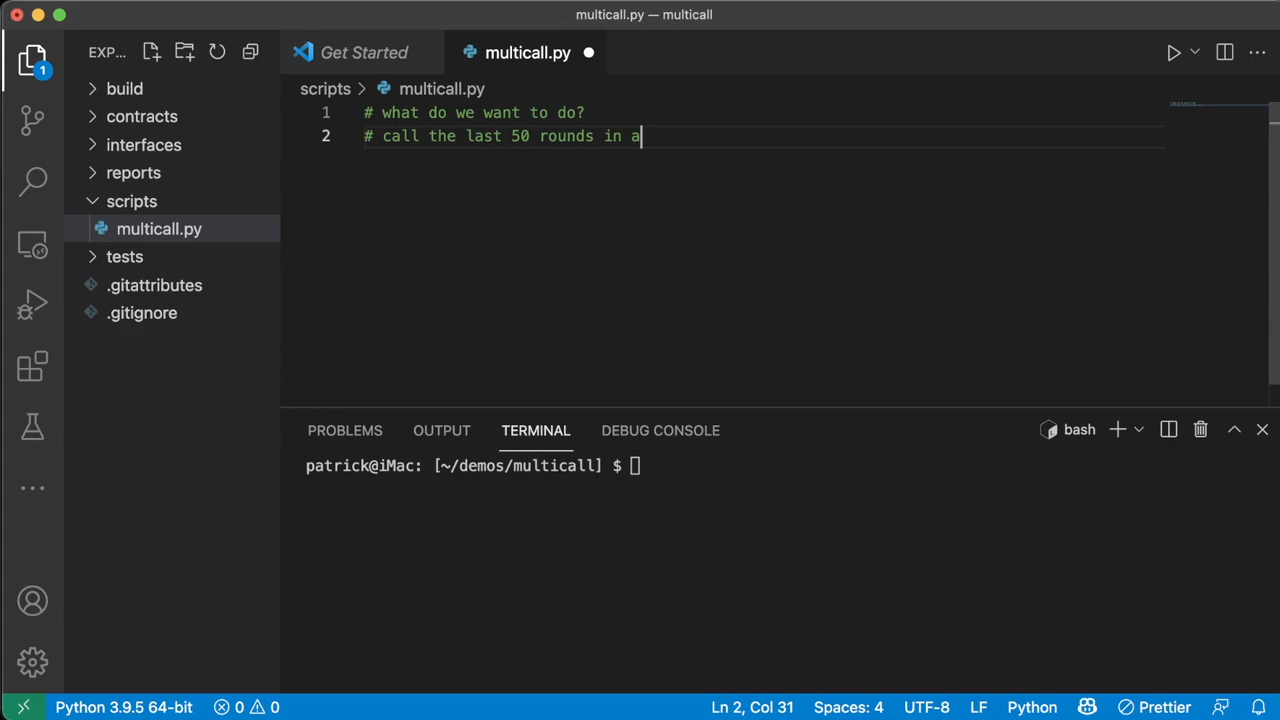 multicall.py — multicall
EXP...
Get Started
multicall.py
1
build
contracts
interfaces
reports
scripts
multicall.py
tests
.gitattributes
.gitignore
scripts > multicall.py
1 # what do we want to do?
2 # call the last 50 rounds in a
PROBLEMS OUTPUT TERMINAL DEBUG CONSOLE
bash
patrick@iMac: [~/demos/multicall] $
Python 3.9.5 64-bit 0 0 Ln 2, Col 31 Spaces: 4 UTF-8 LF Python Prettier